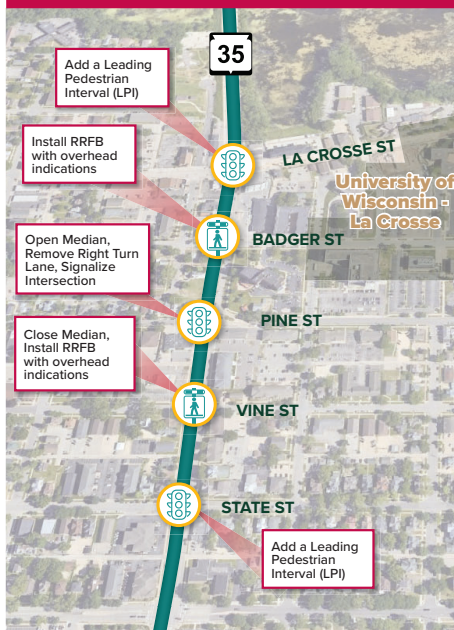 35
Add a Leading
Pedestrian
Interval (LPI)
LA CROSSE ST
Install RRFB
with overhead
indications
University of
Wisconsin -
La Crosse
BADGER ST
Open Median,
Remove Right Turn
Lane, Signalize
Intersection
PINE ST
Close Median,
Install RRFB
with overhead
indications
VINE ST
STATE ST
Add a Leading
Pedestrian
Interval (LPI)